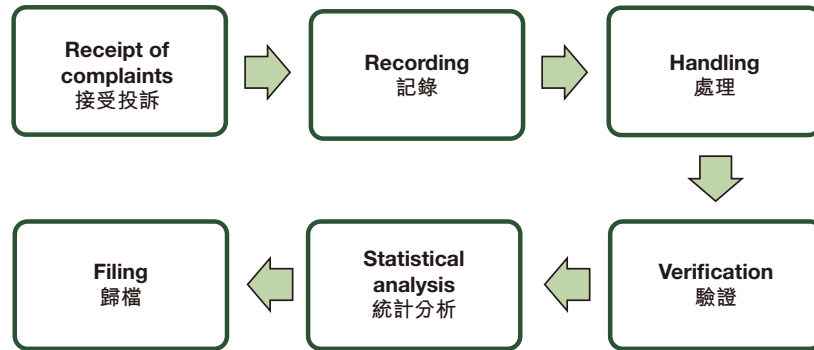 Receipt of
complaints
接受投訴
Recording
記錄
Handling
處理
Verification
驗證
Statistical
analysis
統計分析
Filing
歸檔